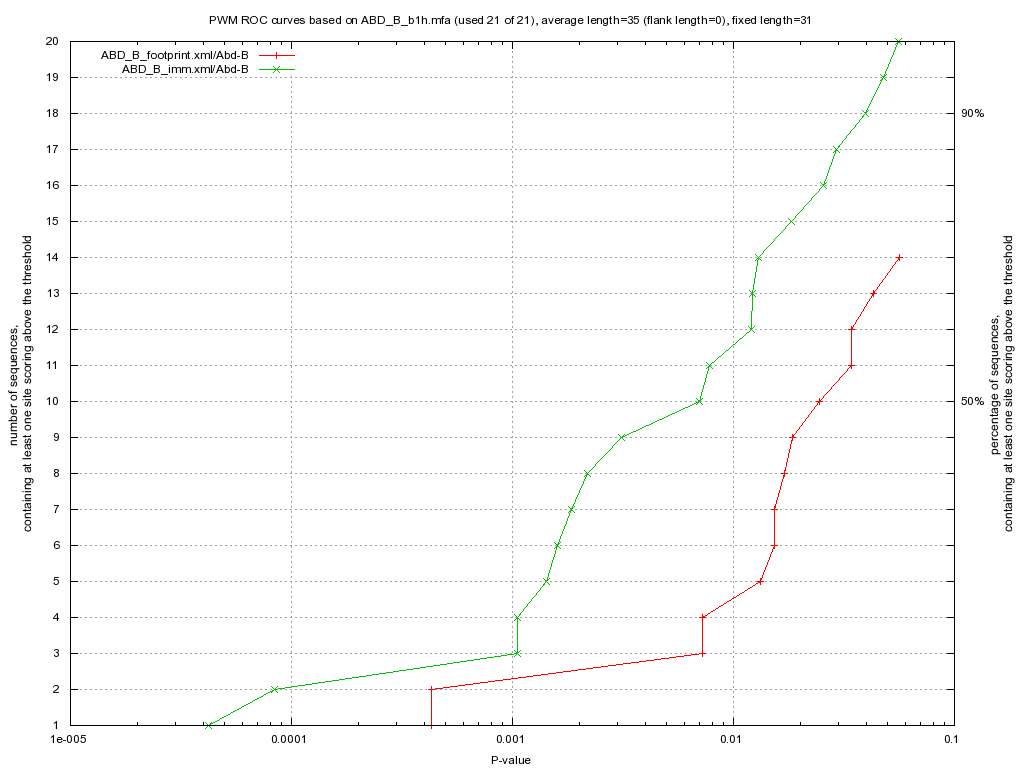 PWM ROC curves based on ABD_B_b1h.mfa (used 21 of 21), average length=35 (flank length=0), fixed length=31
ABD_B_footprint.xml/Abd-B
ABD_B_imm.xml/Abd-B
20
19
18
17
16
15
14
13
12
11
10
9
8
7
6
5
4
3
2
1
90%
50%
number of sequences,
containing at least one site scoring above the threshold
percentage of sequences,
containing at least one site scoring above the threshold
1e-005 0.0001 0.001 0.01 0.1
P-value